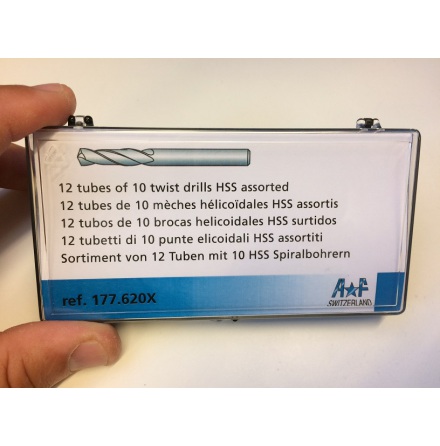 12 tubes of 10 twist drills HSS assorted
12 tubes de 10 mèches hélicoïdales HSS assortis
12 tubos de 10 brocas helicoidales HSS surtidos
12 tubetti di 10 punte elicoidali HSS assortiti
Sortiment von 12 Tuben mit 10 HSS Spiralbohrern
ref. 177.620X
A★F
SWITZERLAND